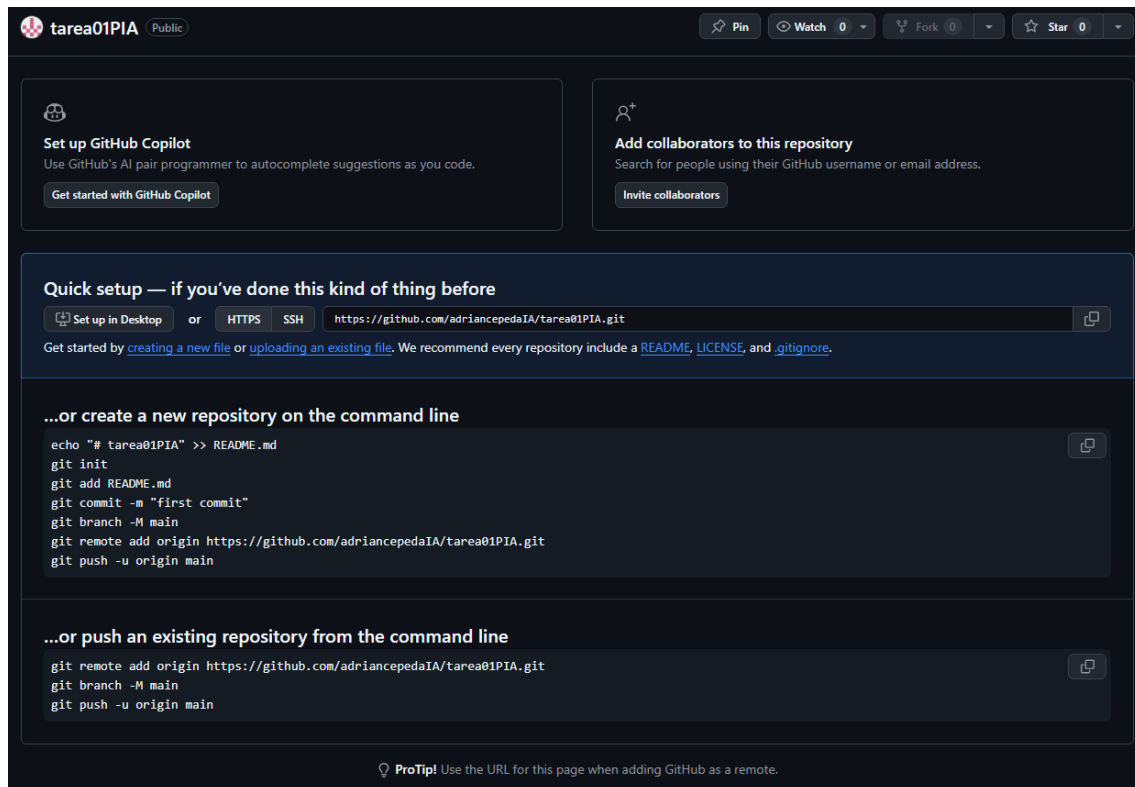 tarea01PIA Public
Pin
Watch 0
Fork 0
Star 0
Set up GitHub Copilot
Use GitHub's AI pair programmer to autocomplete suggestions as you code.
Get started with GitHub Copilot
Add collaborators to this repository
Search for people using their GitHub username or email address.
Invite collaborators
Quick setup — if you've done this kind of thing before
Set up in Desktop or HTTPS SSH https://github.com/adriancepedaIA/tarea01PIA.git
Get started by creating a new file or uploading an existing file. We recommend every repository include a README, LICENSE, and .gitignore.
...or create a new repository on the command line
echo "# tarea01PIA" >> README.md
git init
git add README.md
git commit -m "first commit"
git branch -M main
git remote add origin https://github.com/adriancepedaIA/tarea01PIA.git
git push -u origin main
...or push an existing repository from the command line
git remote add origin https://github.com/adriancepedaIA/tarea01PIA.git
git branch -M main
git push -u origin main
ProTip! Use the URL for this page when adding GitHub as a remote.